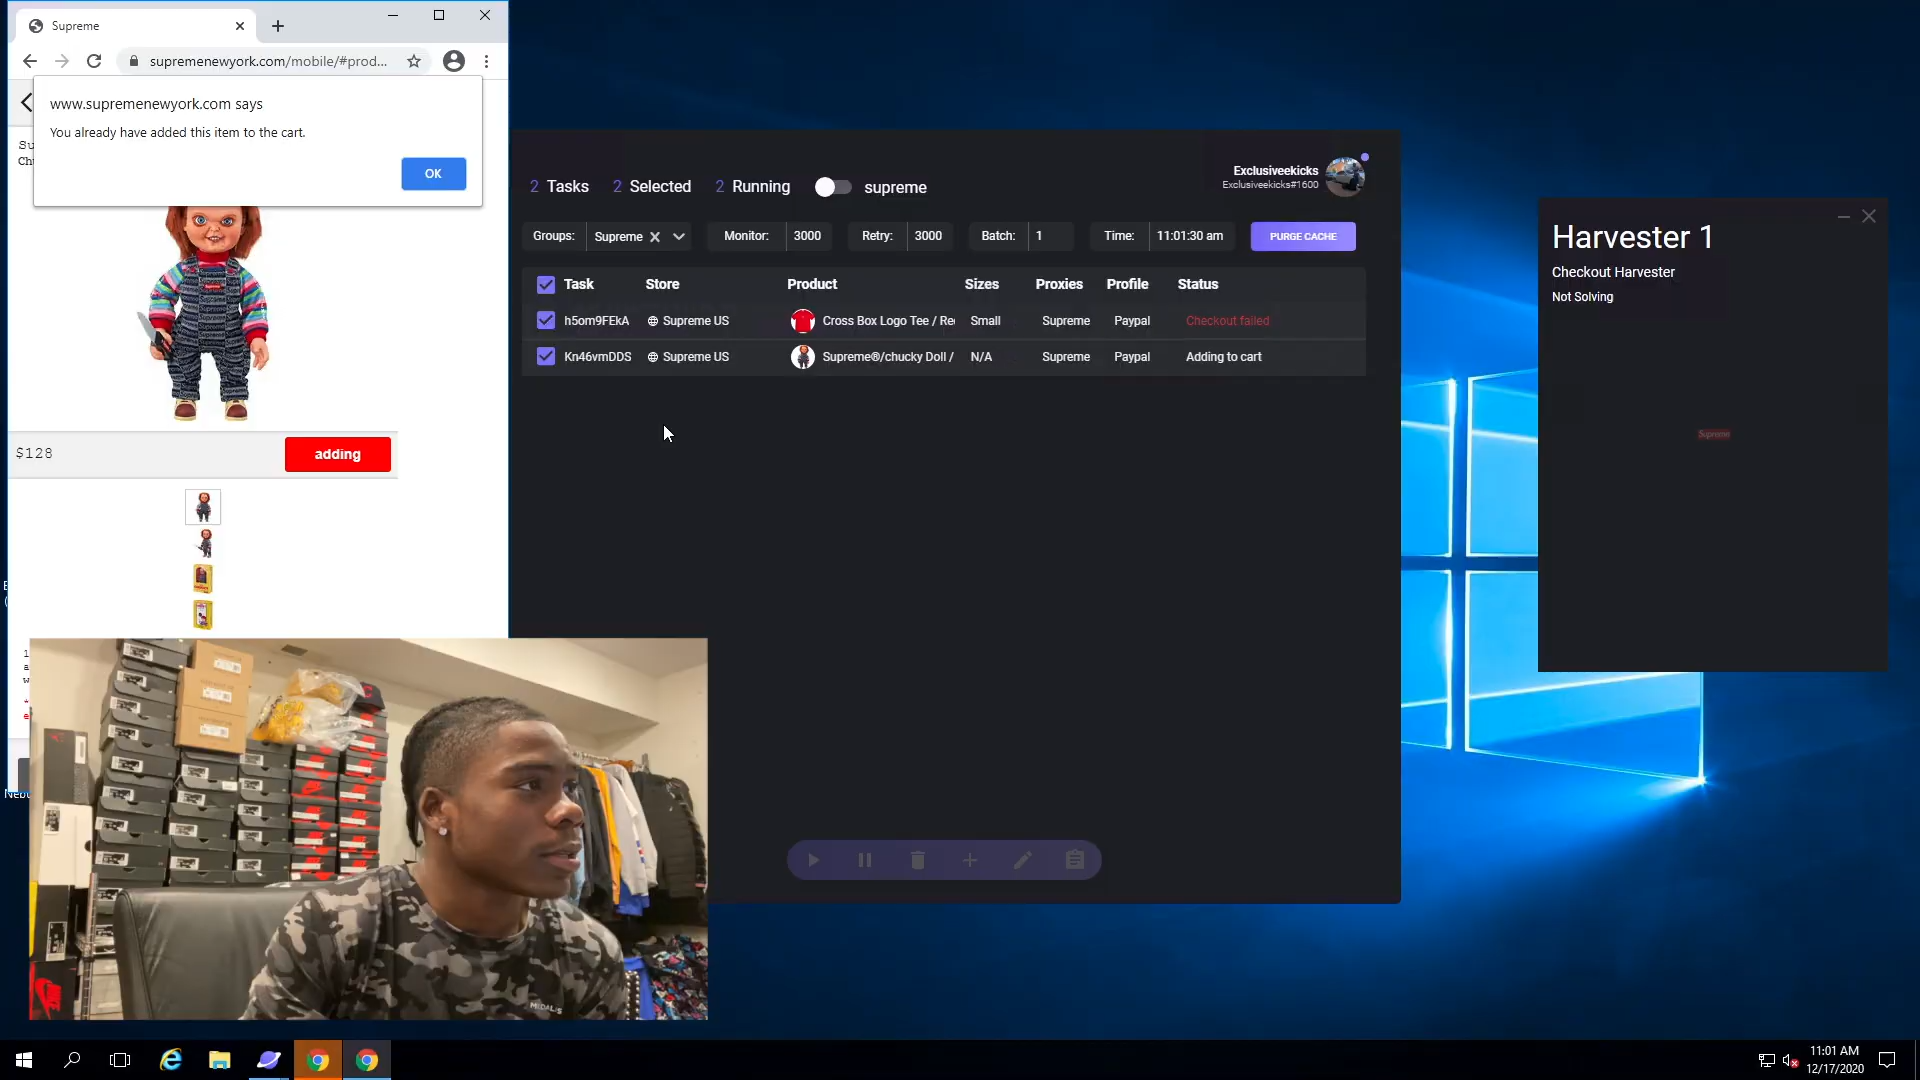 Supreme
supremenewyork.com/mobile/#prod...
www.supremenewyork.com says
You already have added this item to the cart.
OK
Su
Ch
$128
adding
2 Tasks
2 Selected
2 Running
supreme
Exclusiveekicks
Exclusiveekicks#1600
Groups:
Supreme
Monitor:
3000
Retry:
3000
Batch:
1
Time:
11:01:30 am
PURGE CACHE
Task Store Product Sizes Proxies Profile Status
h5om9FEkA Supreme US Cross Box Logo Tee / Re Small Supreme Paypal Checkout failed
Kn46vmDDS Supreme US Supreme®/chucky Doll / N/A Supreme Paypal Adding to cart
Harvester 1
Checkout Harvester
Not Solving
Supreme
MIDALIS
11:01 AM
12/17/2020